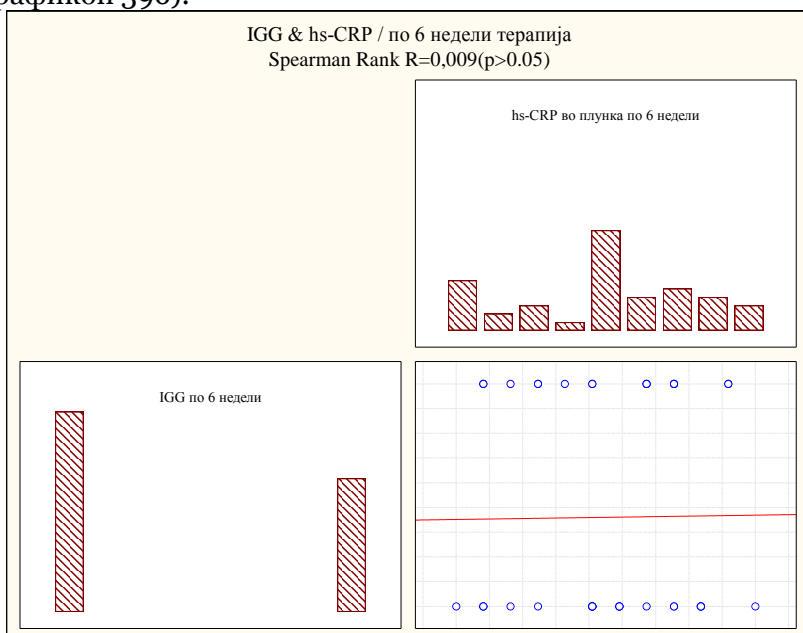 IGG & hs-CRP / по 6 недели терапија
Spearman Rank R=0,009(p>0.05)
hs-CRP во плунка по 6 недели
IGG по 6 недели